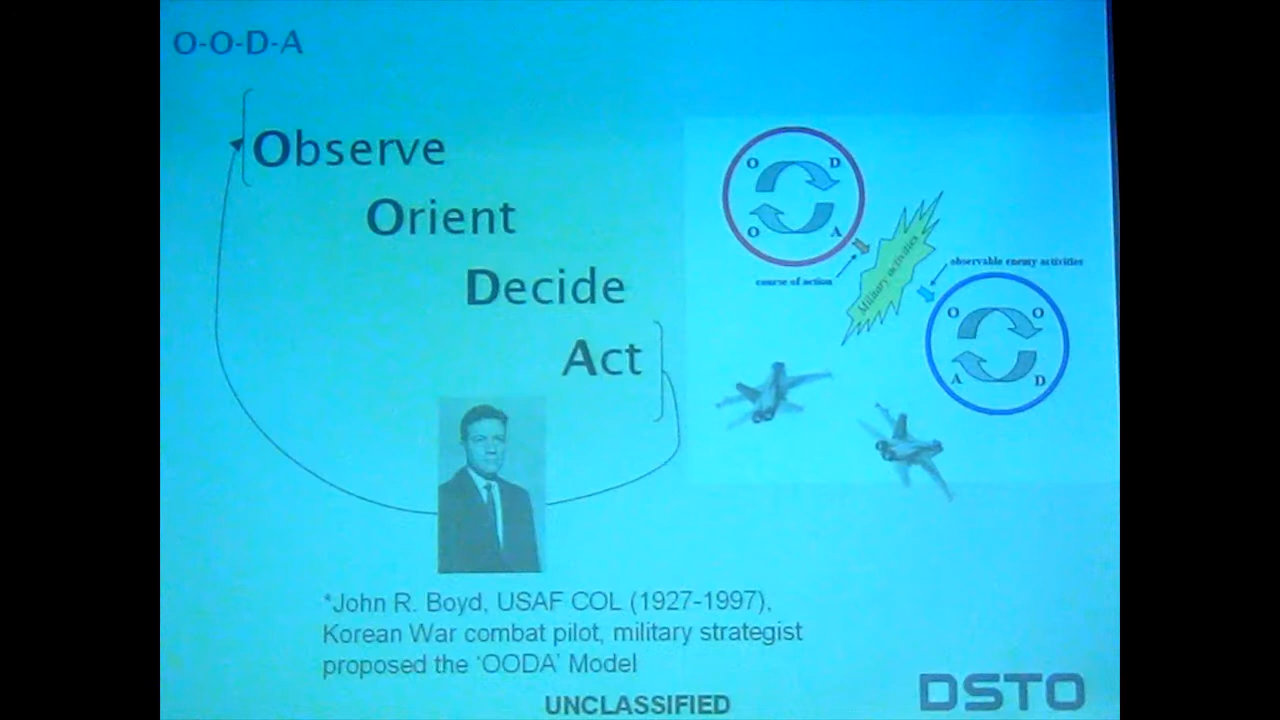 O-O-D-A
Observe
Orient
Decide
Act
O D
O A
course of action
Military activities
observable enemy activities
O O
A D
*John R. Boyd, USAF COL (1927-1997),
Korean War combat pilot, military strategist
proposed the ‘OODA’ Model
UNCLASSIFIED
DSTO